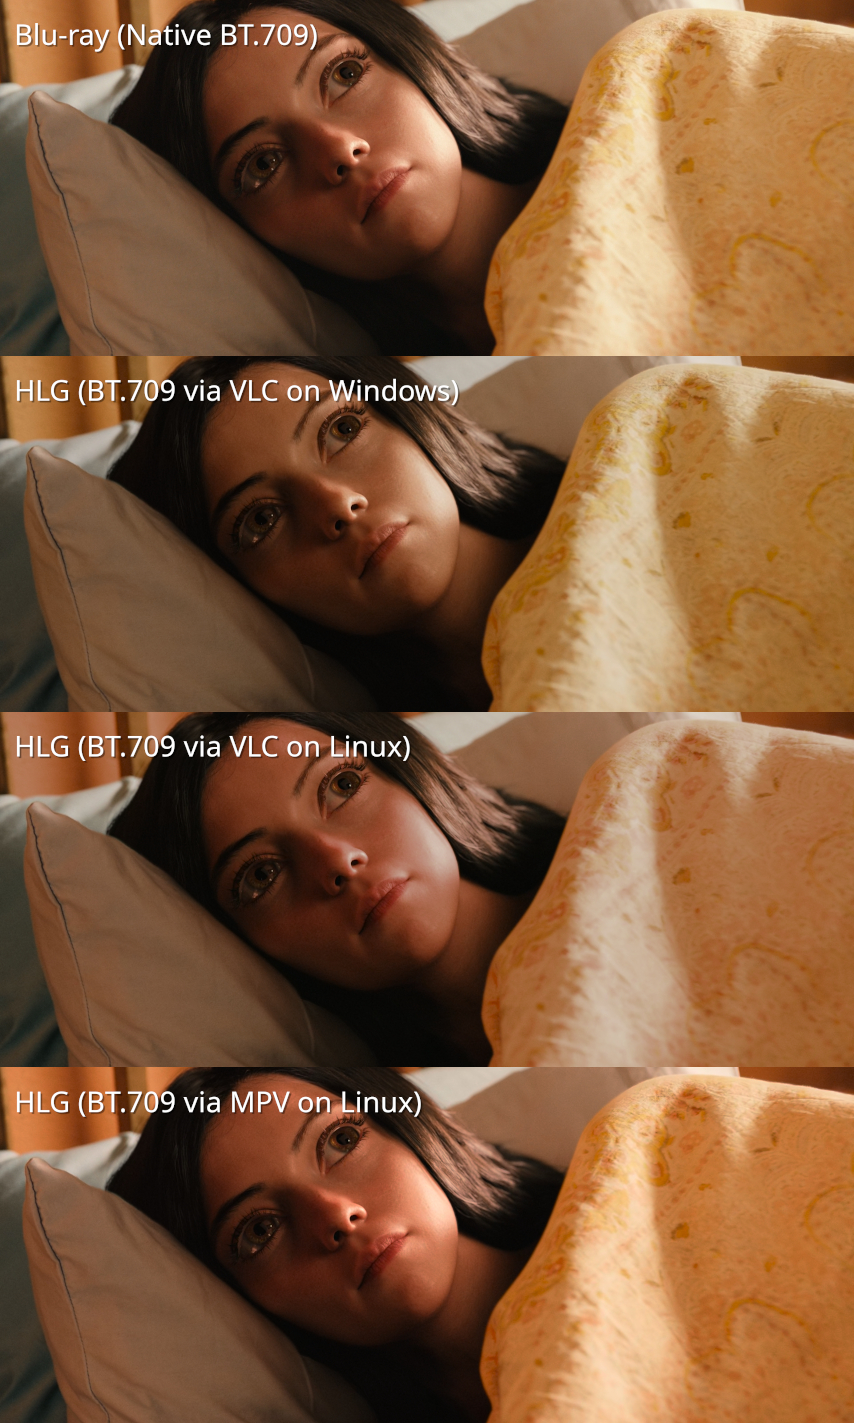 Blu-ray (Native BT.709)
HLG (BT.709 via VLC on Windows)
HLG (BT.709 via VLC on Linux)
HLG (BT.709 via MPV on Linux)